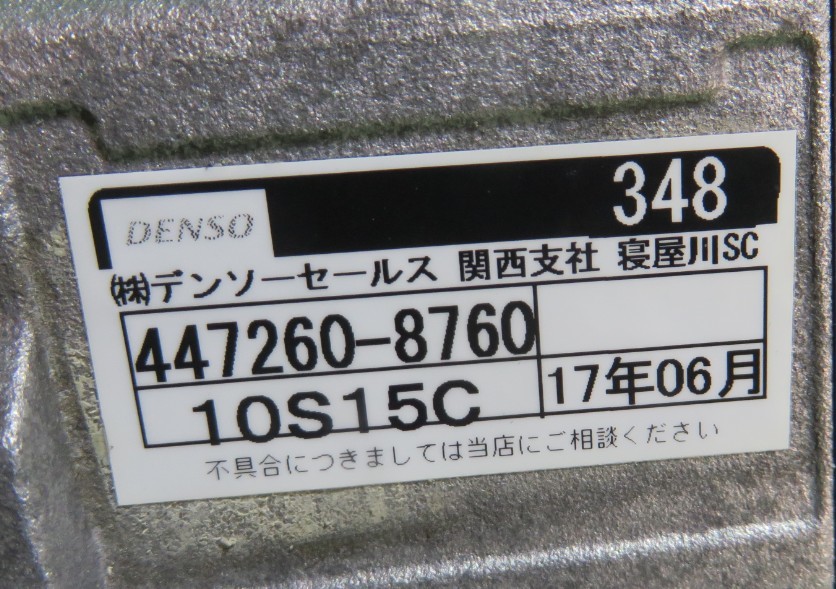 348
DENSO
㈱デンソーセールス 関西支社 寝屋川SC
447260-8760
10S15C 17年06月
不具合につきましては当店にご相談ください